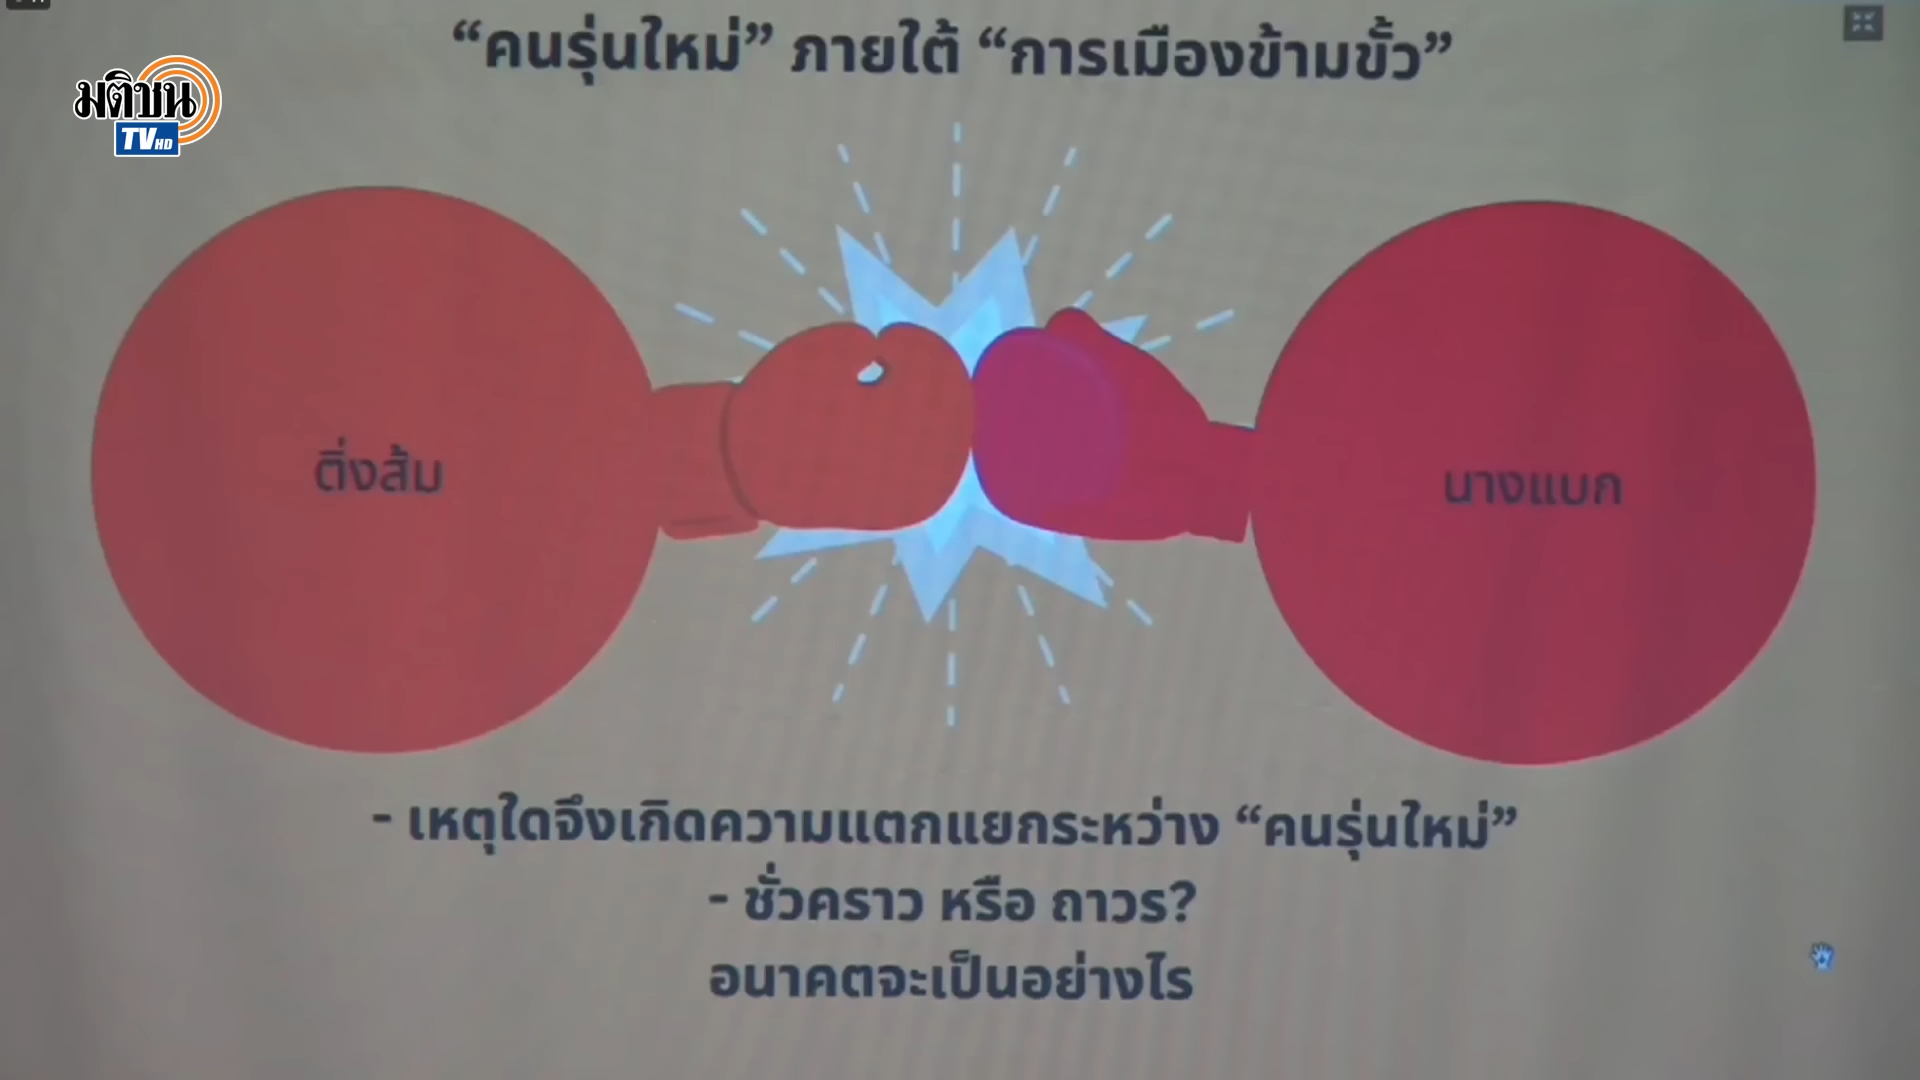 “คนรุ่นใหม่” ภายใต้ “การเมืองข้ามขั้ว”
มติชน
TV HD
ติ่งส้ม
นางแบก
- เหตุใดจึงเกิดความแตกแยกระหว่าง “คนรุ่นใหม่”
- ชั่วคราว หรือ ถาวร?
อนาคตจะเป็นอย่างไร